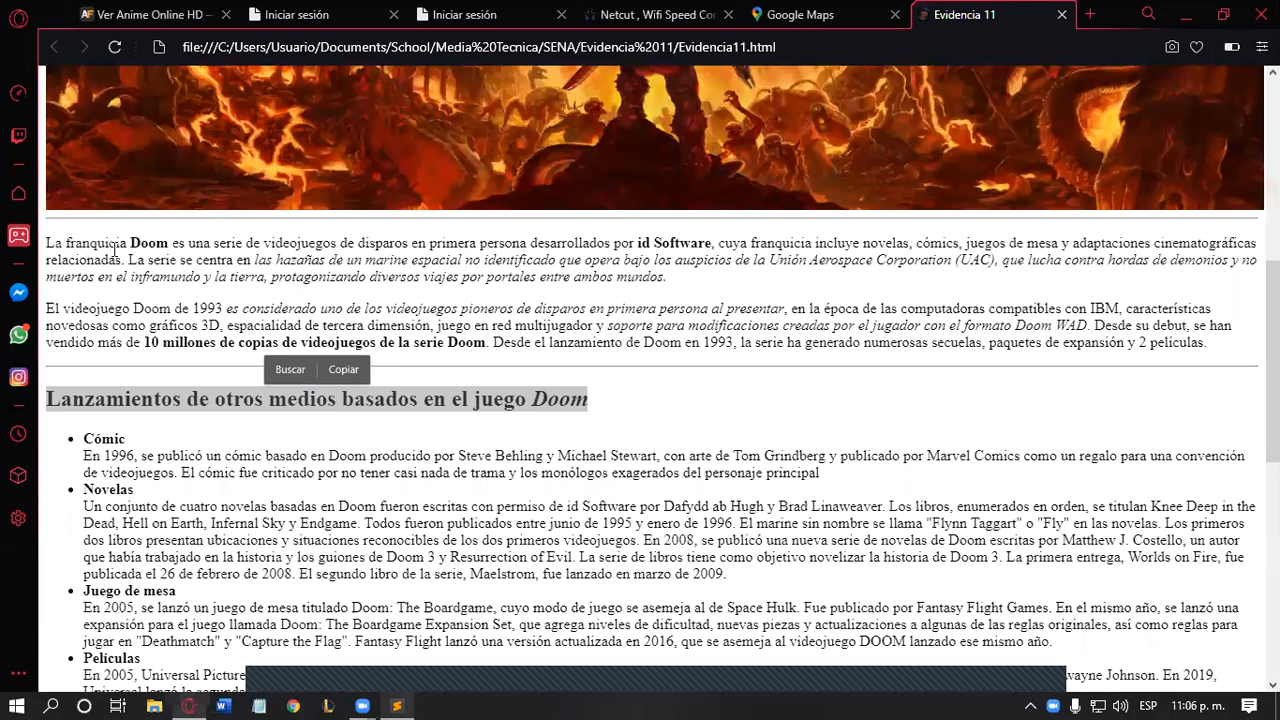 Ver Anime Online HD —
Iniciar sesión
Iniciar sesión
Netcut , Wifi Speed Co
Google Maps
Evidencia 11
file:///C:/Users/Usuario/Documents/School/Media%20Tecnica/SENA/Evidencia%2011/Evidencia11.html
La franquicia Doom es una serie de videojuegos de disparos en primera persona desarrollados por id Software, cuya franquicia incluye novelas, cómics, juegos de mesa y adaptaciones cinematográficas
relacionadas. La serie se centra en las hazañas de un marine espacial no identificado que opera bajo los auspicios de la Unión Aerospace Corporation (UAC), que lucha contra hordas de demonios y no
muertos en el inframundo y la tierra, protagonizando diversos viajes por portales entre ambos mundos.
El videojuego Doom de 1993 es considerado uno de los videojuegos pioneros de disparos en primera persona al presentar, en la época de las computadoras compatibles con IBM, características
novedosas como gráficos 3D, espacialidad de tercera dimensión, juego en red multijugador y soporte para modificaciones creadas por el jugador con el formato Doom WAD. Desde su debut, se han
vendido más de 10 millones de copias de videojuegos de la serie Doom. Desde el lanzamiento de Doom en 1993, la serie ha generado numerosas secuelas, paquetes de expansión y 2 películas.
Buscar
Copiar
Lanzamientos de otros medios basados en el juego Doom
• Cómic
En 1996, se publicó un cómic basado en Doom producido por Steve Behling y Michael Stewart, con arte de Tom Grindberg y publicado por Marvel Comics como un regalo para una convención
de videojuegos. El cómic fue criticado por no tener casi nada de trama y los monólogos exagerados del personaje principal
• Novelas
Un conjunto de cuatro novelas basadas en Doom fueron escritas con permiso de id Software por Dafydd ab Hugh y Brad Linaweaver. Los libros, enumerados en orden, se titulan Knee Deep in the
Dead, Hell on Earth, Infernal Sky y Endgame. Todos fueron publicados entre junio de 1995 y enero de 1996. El marine sin nombre se llama "Flynn Taggart" o "Fly" en las novelas. Los primeros
dos libros presentan ubicaciones y situaciones reconocibles de los dos primeros videojuegos. En 2008, se publicó una nueva serie de novelas de Doom escritas por Matthew J. Costello, un autor
que había trabajado en la historia y los guiones de Doom 3 y Resurrection of Evil. La serie de libros tiene como objetivo novelizar la historia de Doom 3. La primera entrega, Worlds on Fire, fue
publicada el 26 de febrero de 2008. El segundo libro de la serie, Maelstrom, fue lanzado en marzo de 2009.
• Juego de mesa
En 2005, se lanzó un juego de mesa titulado Doom: The Boardgame, cuyo modo de juego se asemeja al de Space Hulk. Fue publicado por Fantasy Flight Games. En el mismo año, se lanzó una
expansión para el juego llamada Doom: The Boardgame Expansion Set, que agrega niveles de dificultad, nuevas piezas y actualizaciones a algunas de las reglas originales, así como reglas para
jugar en "Deathmatch" y "Capture the Flag". Fantasy Flight lanzó una versión actualizada en 2016, que se asemeja al videojuego DOOM lanzado ese mismo año.
• Películas
En 2005, Universal Picture wayne Johnson. En 2019,
Universal lanzó la segund
ESP
11:06 p. m.